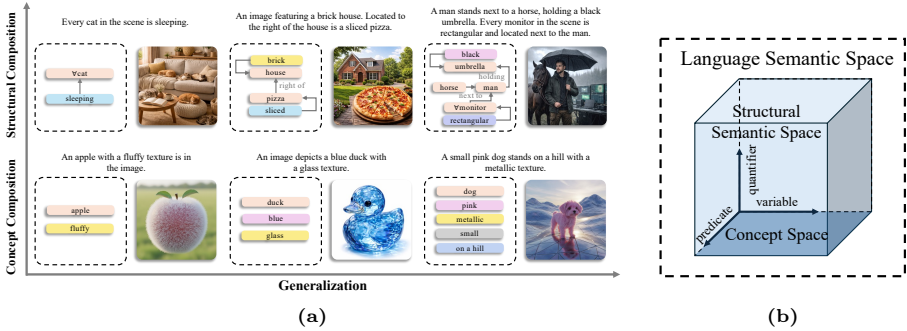 Every cat in the scene is sleeping.
∀cat
sleeping
An image featuring a brick house. Located to
the right of the house is a sliced pizza.
brick
house
right of
pizza
sliced
A man stands next to a horse, holding a black
umbrella. Every monitor in the scene is
rectangular and located next to the man.
black
umbrella
holding
horse
man
next to
∀monitor
rectangular
Structural Composition
An apple with a fluffy texture is in
the image.
apple
fluffy
An image depicts a blue duck with
a glass texture.
duck
blue
glass
A small pink dog stands on a hill with a
metallic texture.
dog
pink
metallic
small
on a hill
Concept Composition
Generalization
(a)
Language Semantic Space
Structural
Semantic Space
quantifier
variable
predicate
Concept Space
(b)